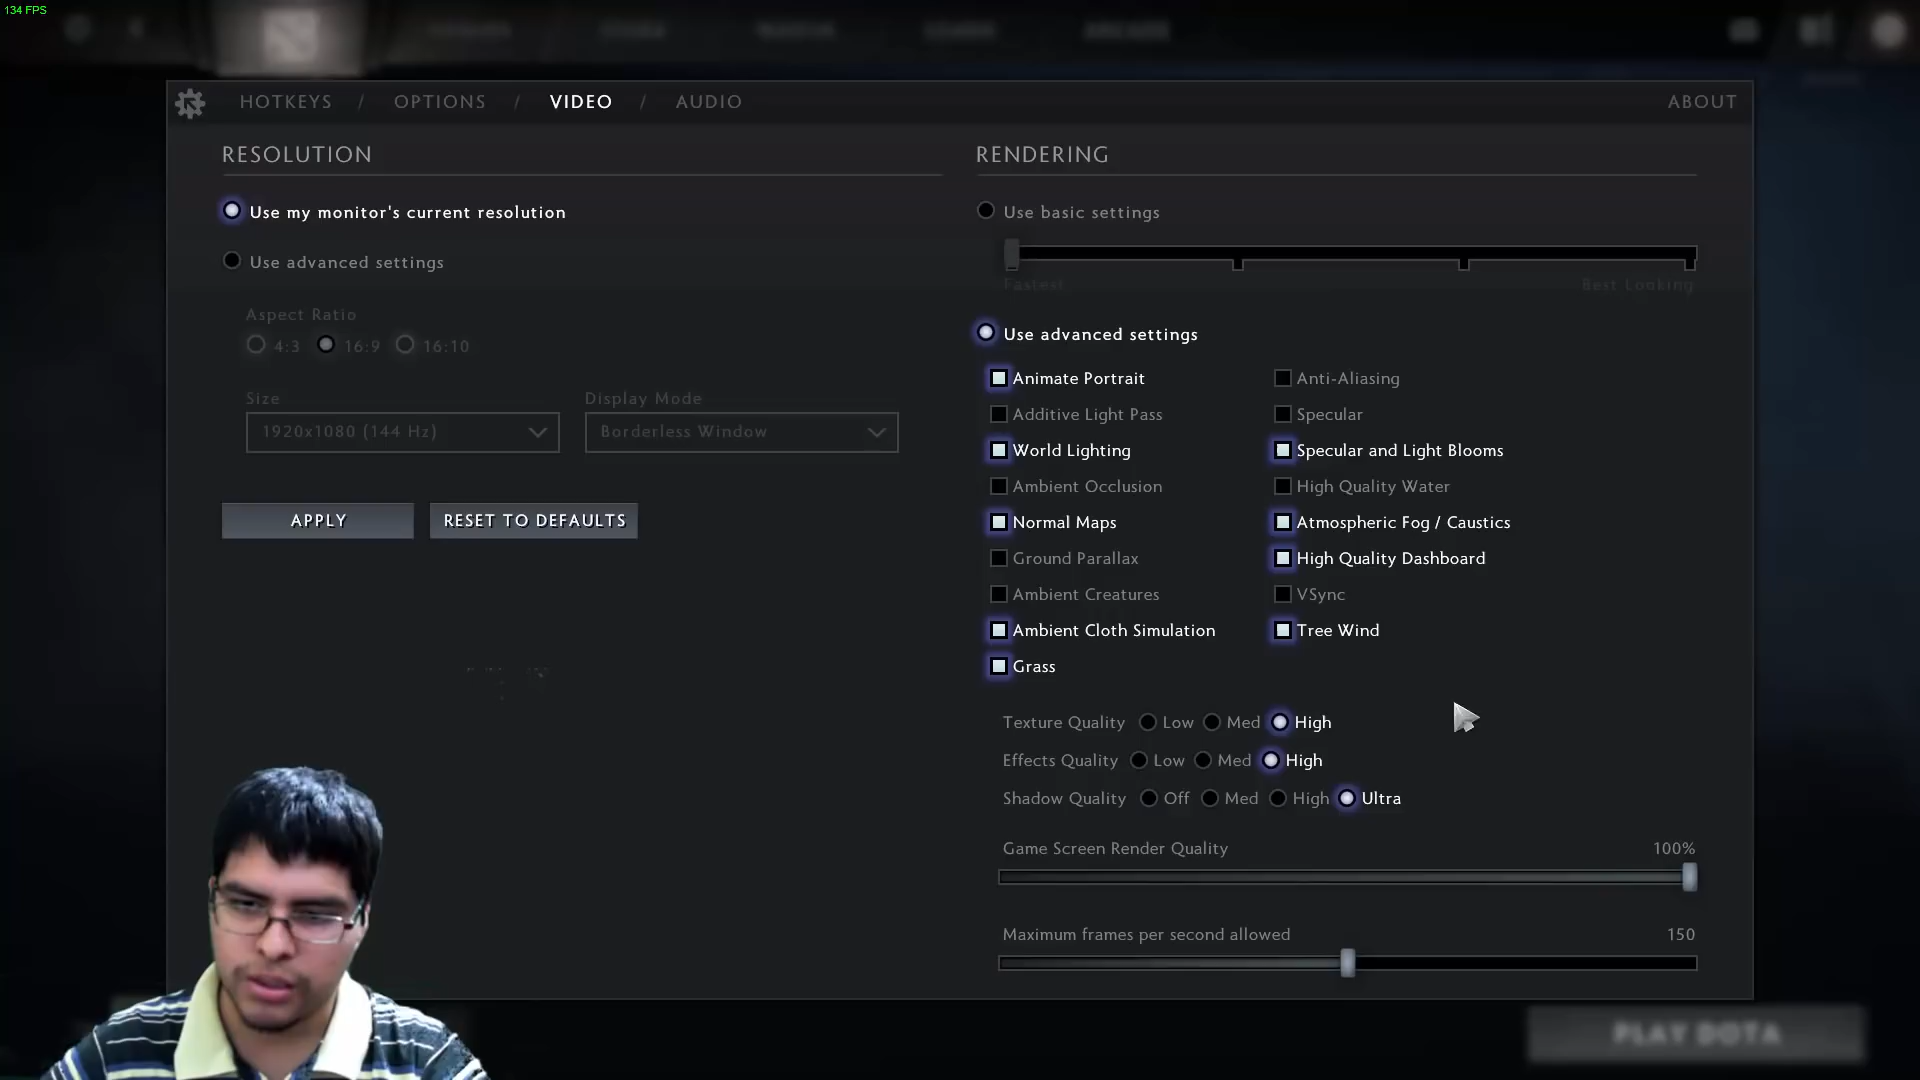 134 FPS
HOTKEYS / OPTIONS / VIDEO / AUDIO ABOUT
RESOLUTION
Use my monitor's current resolution
Use advanced settings
Aspect Ratio
4:3 16:9 16:10
Size Display Mode
1920x1080 (144 Hz) Borderless Window
APPLY RESET TO DEFAULTS
RENDERING
Use basic settings
Fastest Best Looking
Use advanced settings
Animate Portrait Anti-Aliasing
Additive Light Pass Specular
World Lighting Specular and Light Blooms
Ambient Occlusion High Quality Water
Normal Maps Atmospheric Fog / Caustics
Ground Parallax High Quality Dashboard
Ambient Creatures VSync
Ambient Cloth Simulation Tree Wind
Grass
Texture Quality Low Med High
Effects Quality Low Med High
Shadow Quality Off Med High Ultra
Game Screen Render Quality 100%
Maximum frames per second allowed 150
PLAY DOTA